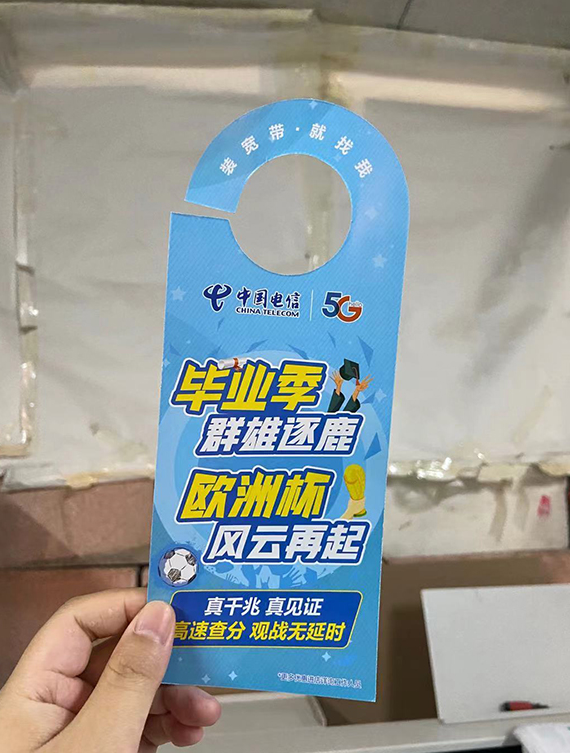 装宽带·就找我
中国电信 5G
CHINA TELECOM
毕业季
群雄逐鹿
欧洲杯
风云再起
真千兆 真见证
高速查分 观战无延时